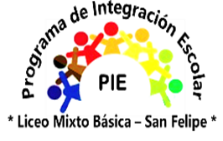 Programa de Integración Escolar
PIE
* Liceo Mixto Básica – San Felipe *